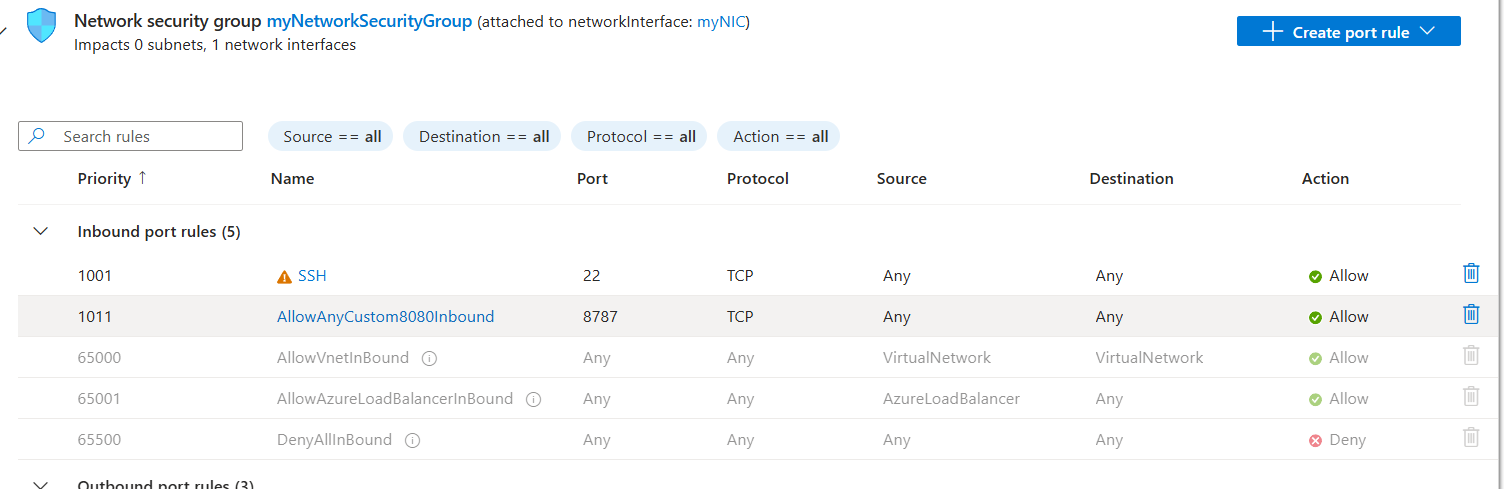 Network security group myNetworkSecurityGroup (attached to networkInterface: myNIC)
Impacts 0 subnets, 1 network interfaces
Create port rule
Search rules
Source == all Destination == all Protocol == all Action == all
Priority ↑ Name Port Protocol Source Destination Action
Inbound port rules (5)
1001 SSH 22 TCP Any Any Allow
1011 AllowAnyCustom8080Inbound 8787 TCP Any Any Allow
65000 AllowVnetInBound Any Any VirtualNetwork VirtualNetwork Allow
65001 AllowAzureLoadBalancerInBound Any Any AzureLoadBalancer Any Allow
65500 DenyAllInBound Any Any Any Any Deny
Outbound port rules (3)